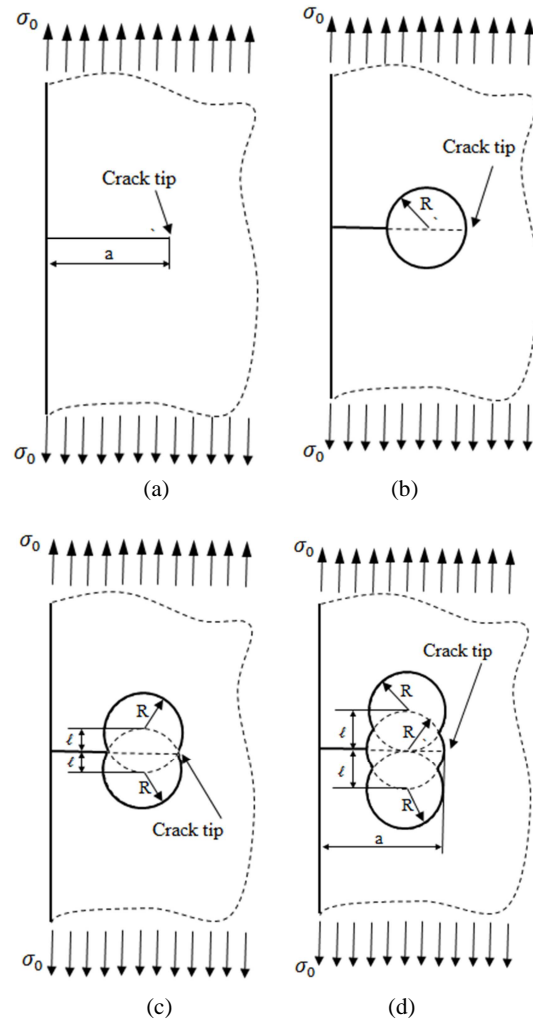 σ₀
σ₀
Crack tip
R
Crack tip
a
σ₀
σ₀
(a)
(b)
σ₀
σ₀
Crack tip
R
R
ℓ
R
ℓ
ℓ
R
ℓ
R
Crack tip
a
σ₀
σ₀
(c)
(d)